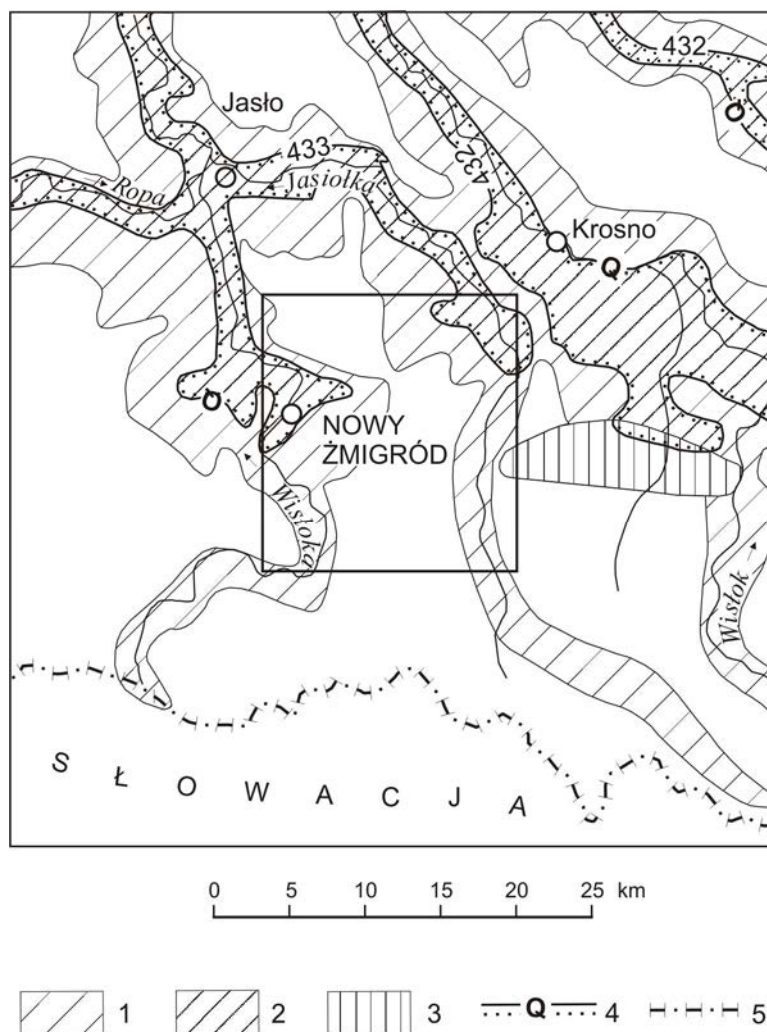 432
Jasło
Q
433
Ropa
Jasiołka
432
Krosno
Q
Q
NOWY
ŻMIGRÓD
Wisłoka
Wisłok
SŁOWACJA
0 5 10 15 20 25 km
1 2 3 Q 4 5